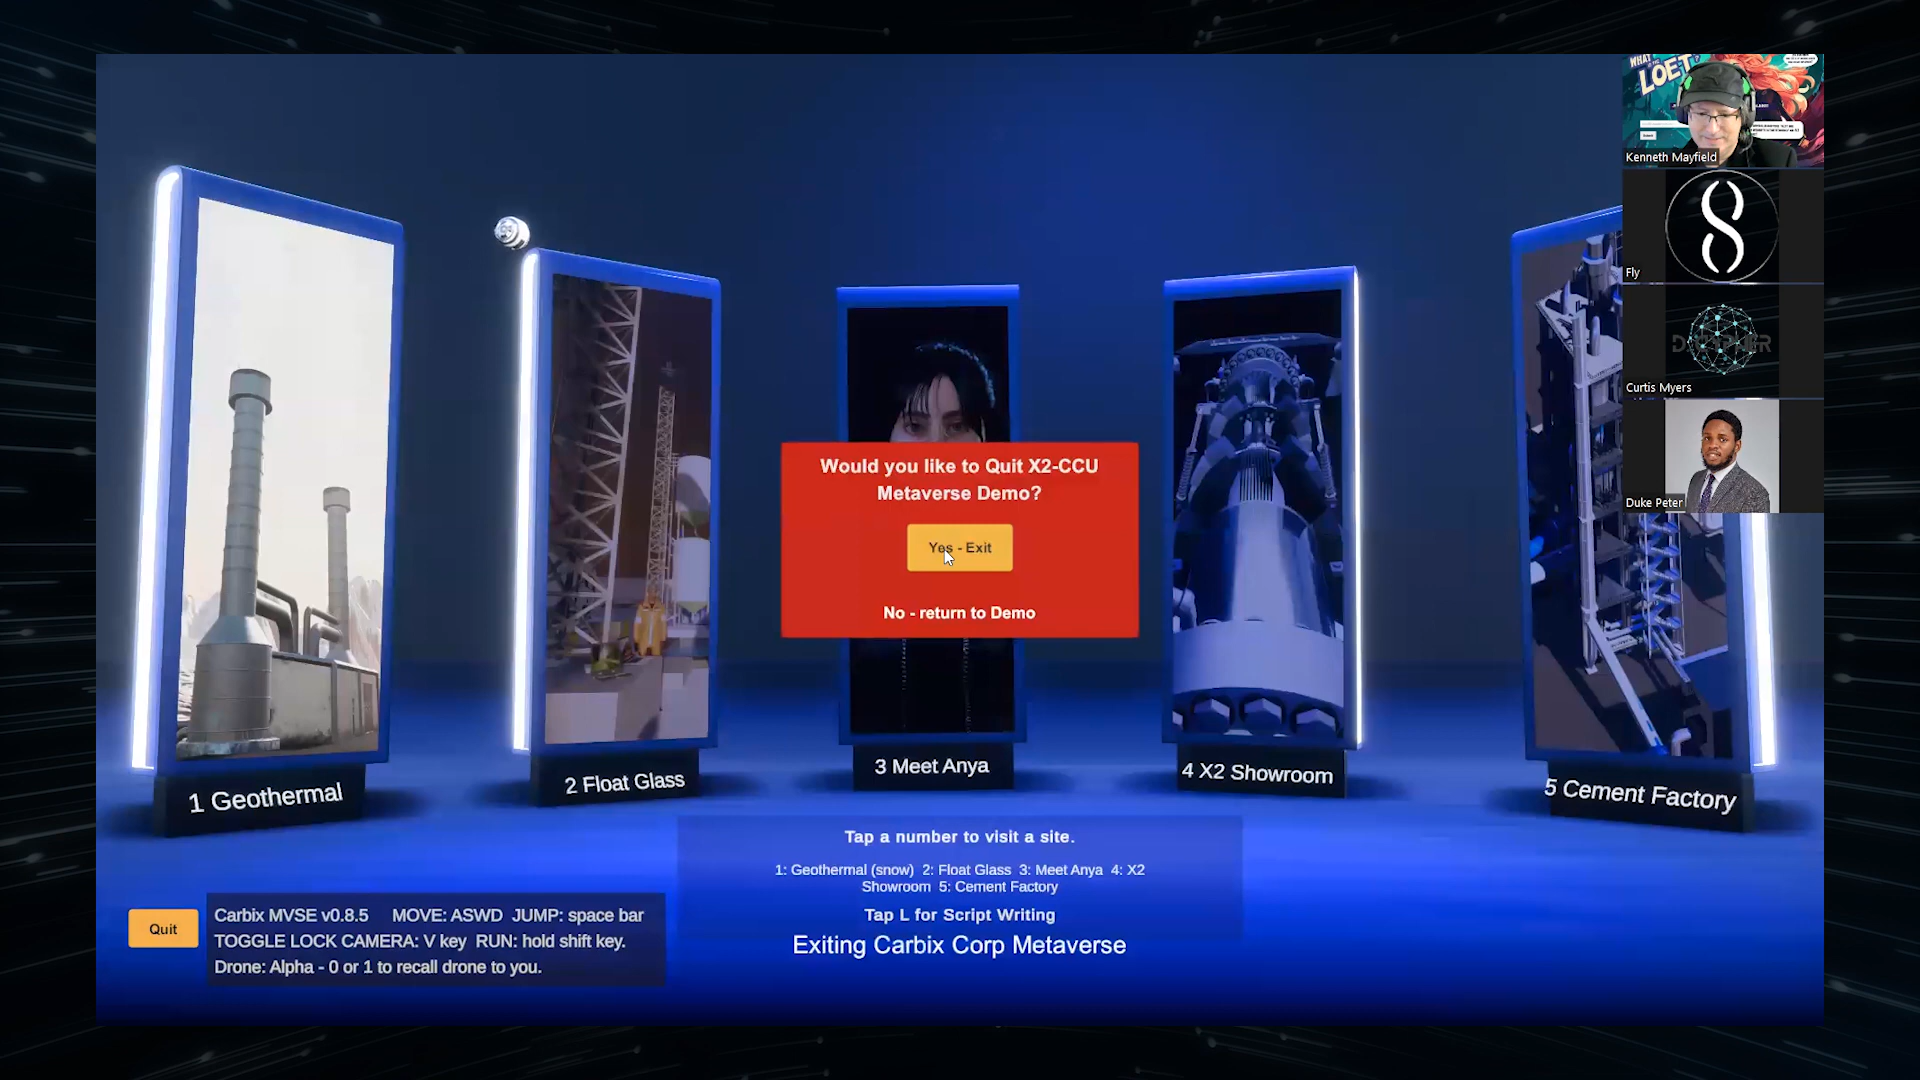 WHAT
LOET
?
Kenneth Mayfield
Fly
Curtis Myers
Duke Peter
Would you like to Quit X2-CCU
Metaverse Demo?
Yes - Exit
No - return to Demo
1 Geothermal
2 Float Glass
3 Meet Anya
4 X2 Showroom
5 Cement Factory
Tap a number to visit a site.
1: Geothermal (snow) 2: Float Glass 3: Meet Anya 4: X2
Showroom 5: Cement Factory
Tap L for Script Writing
Exiting Carbix Corp Metaverse
Quit
Carbix MVSE v0.8.5 MOVE: ASWD JUMP: space bar
TOGGLE LOCK CAMERA: V key RUN: hold shift key.
Drone: Alpha - 0 or 1 to recall drone to you.